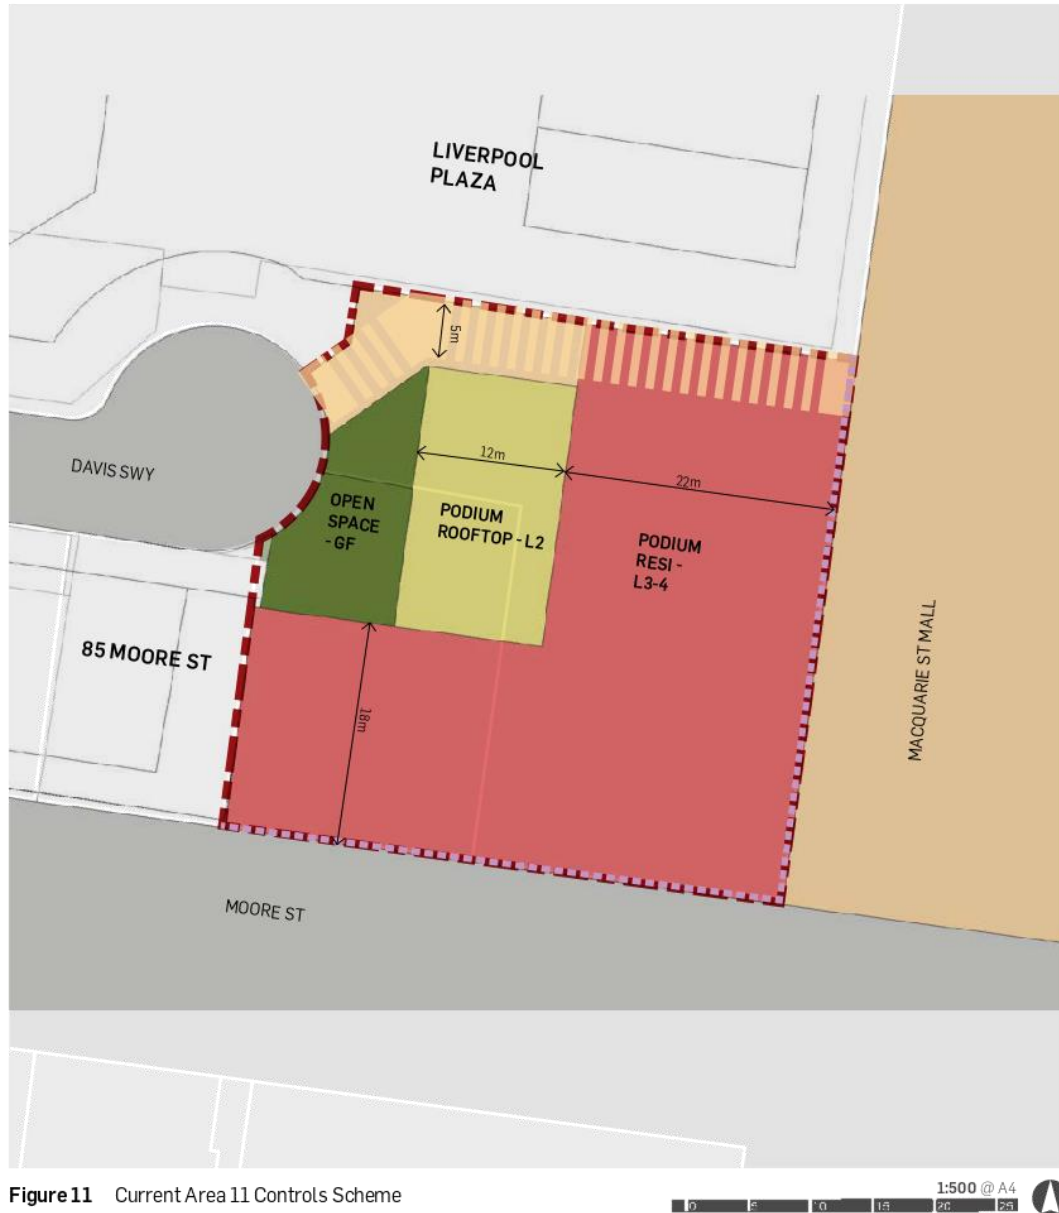 LIVERPOOL
PLAZA
5m
DAVIS SWY
12m
22m
OPEN
SPACE
- GF
PODIUM
ROOFTOP - L2
PODIUM
RESI -
L3-4
85 MOORE ST
18m
MACQUARIE ST MALL
MOORE ST
Figure 11 Current Area 11 Controls Scheme
1:500 @ A4
0 5 10 15 20 25